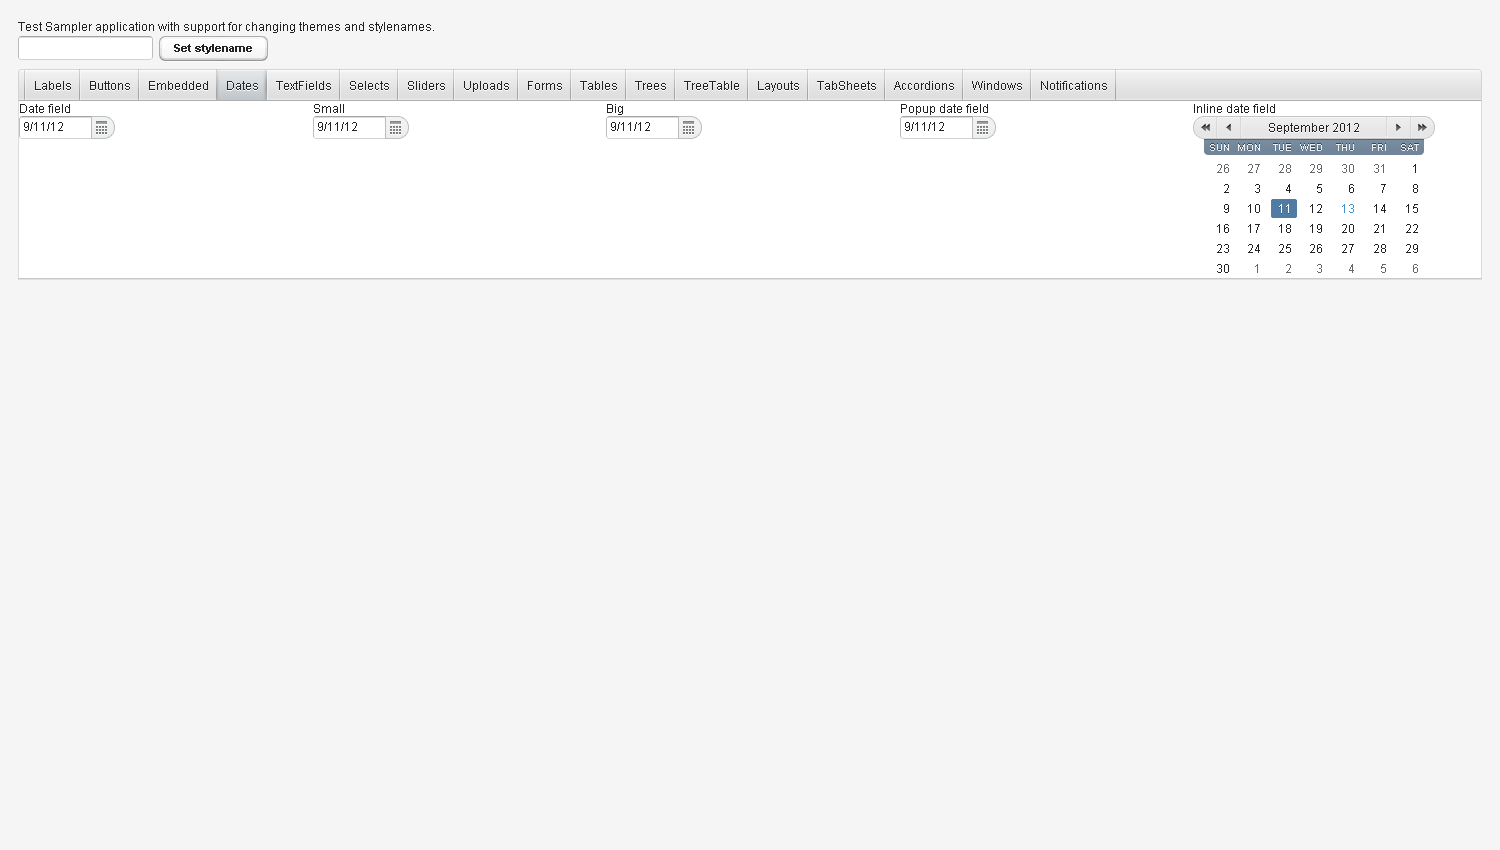 Test Sampler application with support for changing themes and stylenames.
Set stylename
Labels Buttons Embedded Dates TextFields Selects Sliders Uploads Forms Tables Trees TreeTable Layouts TabSheets Accordions Windows Notifications
Date field Small Big Popup date field Inline date field
9/11/12 9/11/12 9/11/12 9/11/12 September 2012
SUN MON TUE WED THU FRI SAT
26 27 28 29 30 31 1
2 3 4 5 6 7 8
9 10 11 12 13 14 15
16 17 18 19 20 21 22
23 24 25 26 27 28 29
30 1 2 3 4 5 6